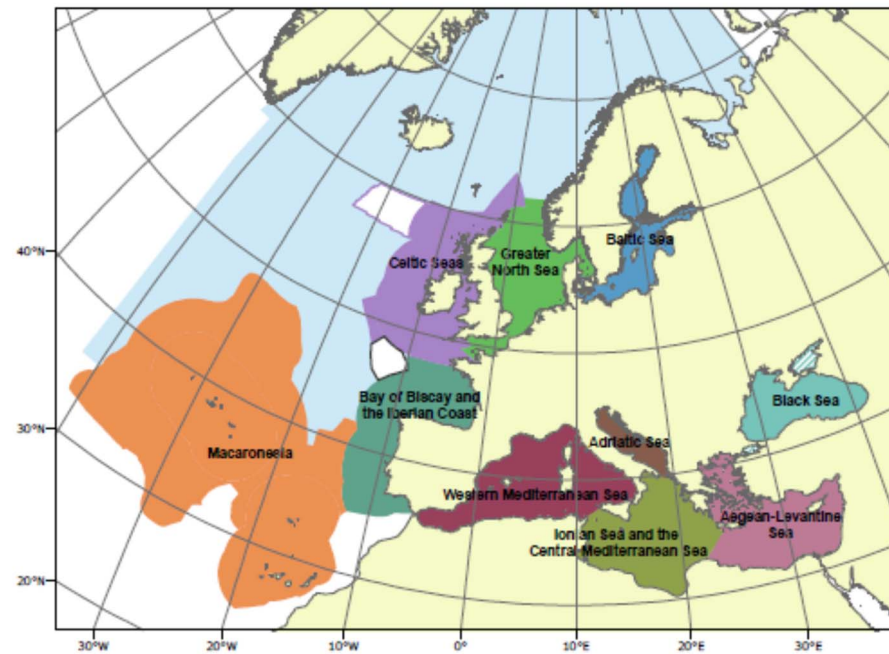 40°N
30°N
20°N
Celtic Seas
Greater
North Sea
Baltic Sea
Bay of Biscay and
the Iberian Coast
Black Sea
Macaronesia
Adriatic Sea
Western Mediterranean Sea
Ionian Sea and the
Central Mediterranean Sea
Aegean-Levantine
Sea
30°W
20°W
10°W
0°
10°E
20°E
30°E